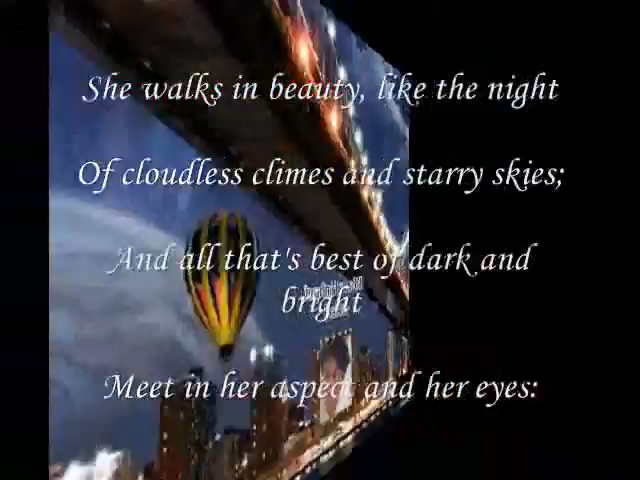 She walks in beauty, like the night
Of cloudless climes and starry skies;
And all that's best of dark and
bright
Meet in her aspect and her eyes: